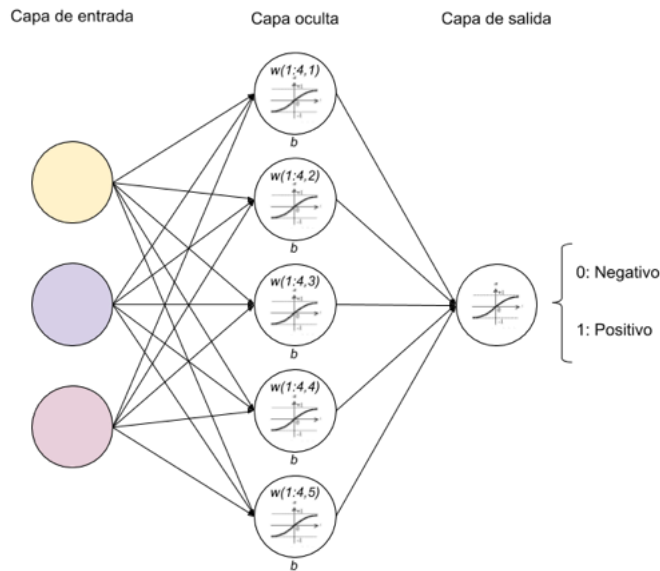 Capa de entrada
Capa oculta
Capa de salida
w(1:4,1)
b
w(1:4,2)
b
w(1:4,3)
b
w(1:4,4)
b
w(1:4,5)
b
0: Negativo
1: Positivo